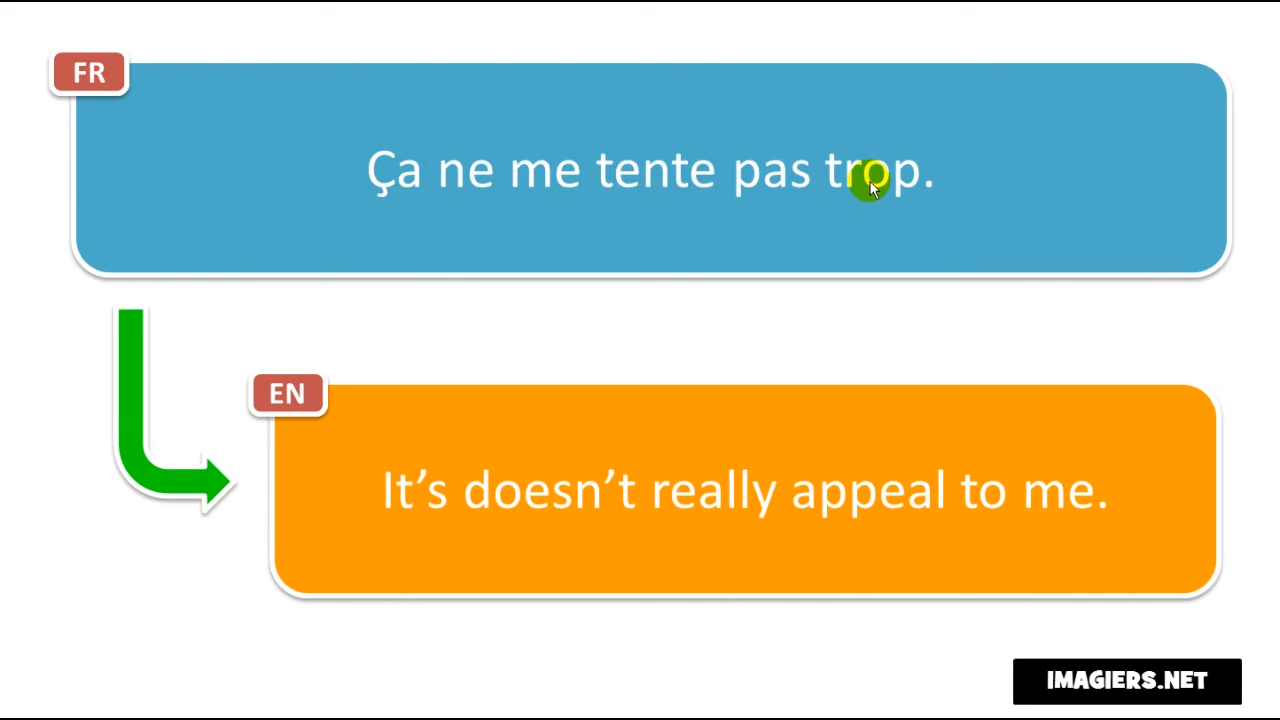 FR
Ça ne me tente pas trop.
EN
It’s doesn’t really appeal to me.
IMAGIERS.NET